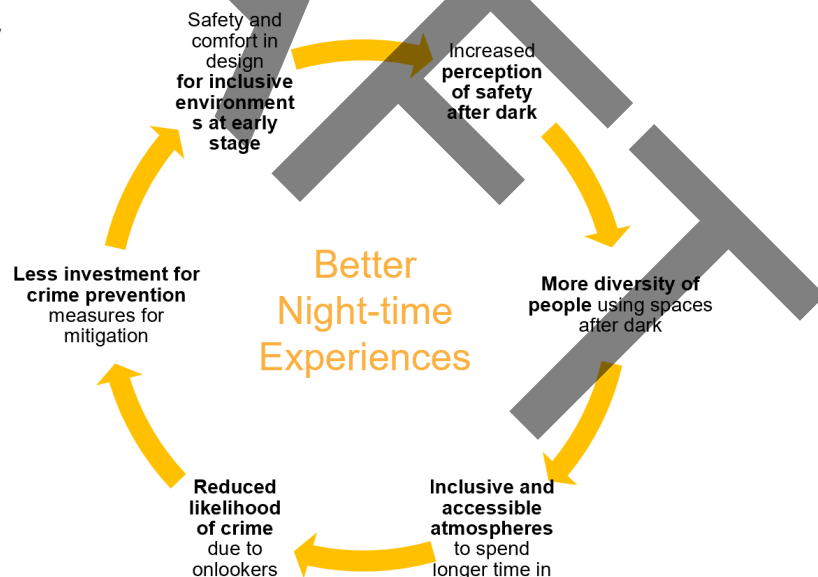 Safety and
comfort in
design
for inclusive
environment
s at early
stage
Increased
perception
of safety
after dark
More diversity of
people using spaces
after dark
Inclusive and
accessible
atmospheres
to spend
longer time in
Reduced
likelihood
of crime
due to
onlookers
Less investment for
crime prevention
measures for
mitigation
Better
Night-time
Experiences